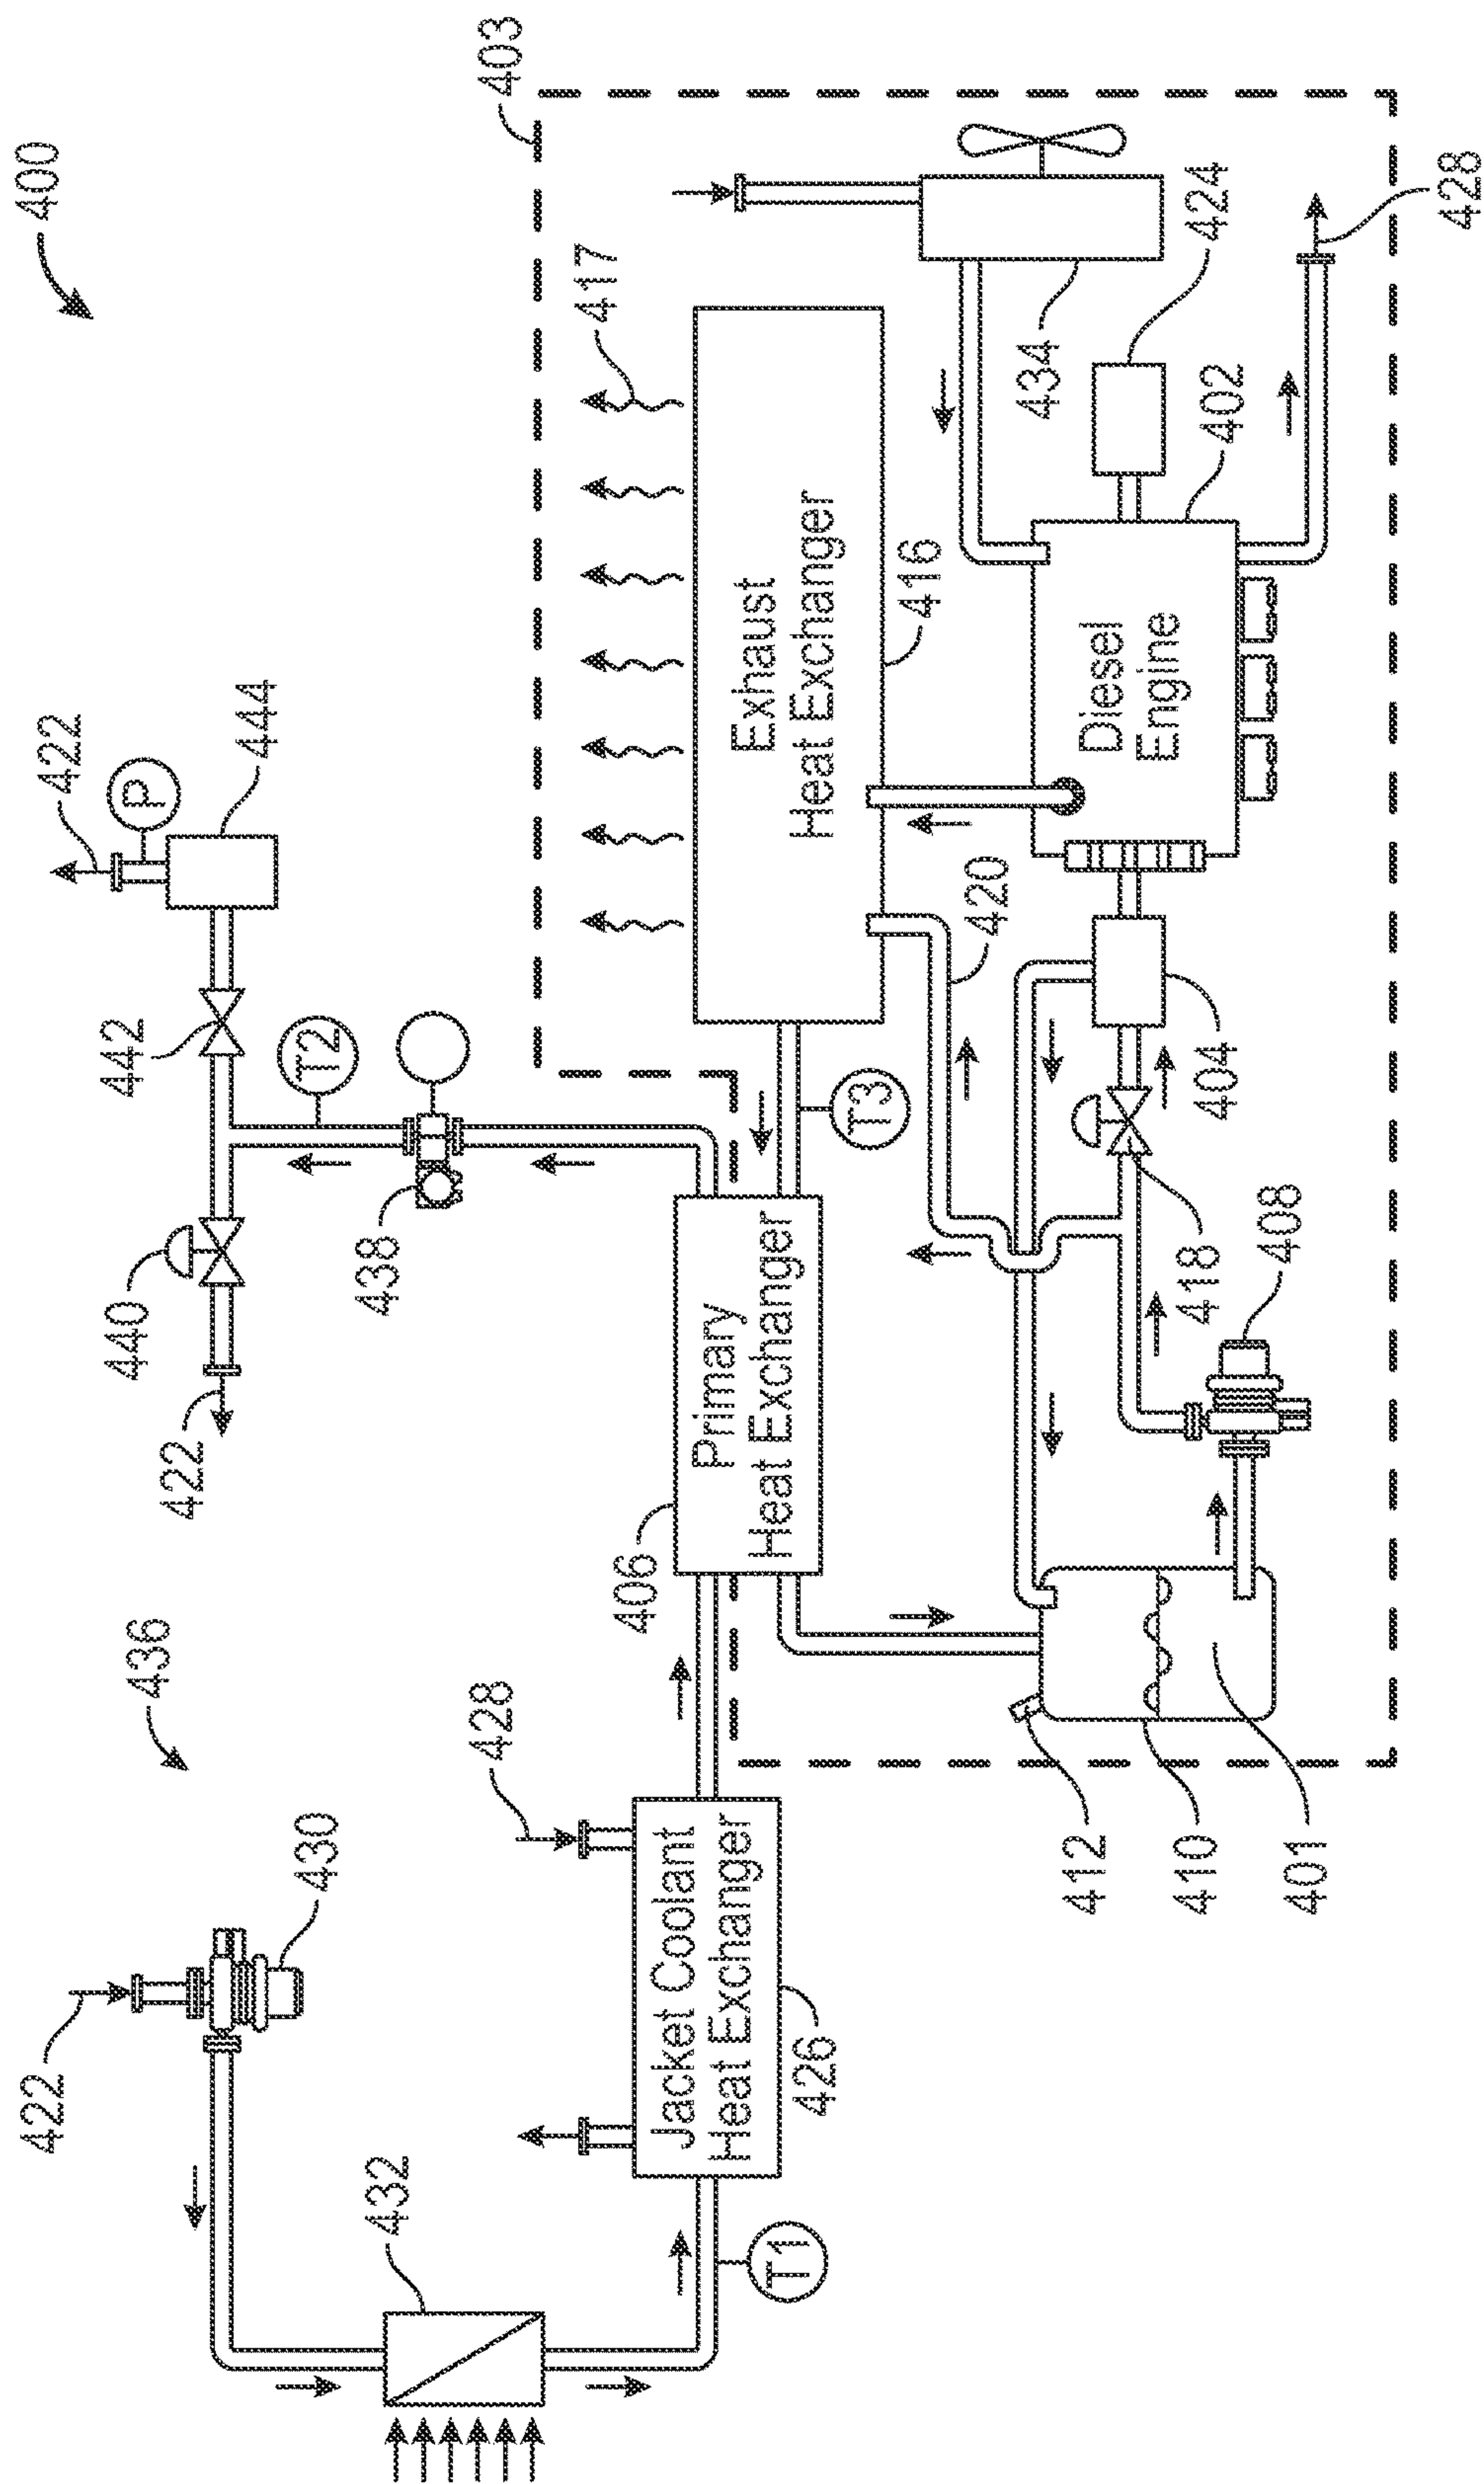 400
403
436
422
430
432
T1
Jacket Coolant
Heat Exchanger
426
428
422
440
442
422
P
444
T2
438
406
Primary
Heat Exchanger
T3
417
Exhaust
Heat Exchanger
416
420
434
424
402
Diesel
Engine
404
418
408
412
410
401
428